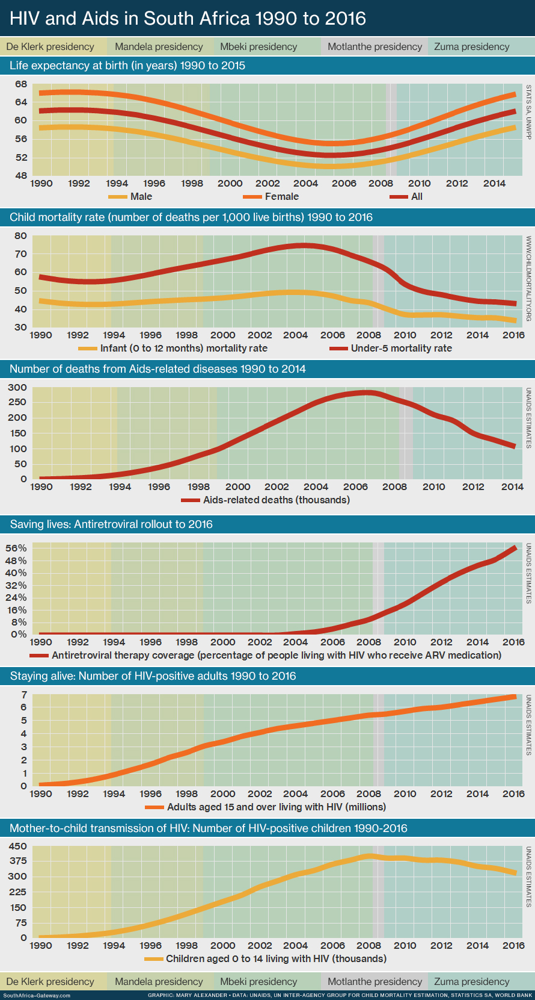 HIV and Aids in South Africa 1990 to 2016
De Klerk presidency Mandela presidency Mbeki presidency Motlanthe presidency Zuma presidency
Life expectancy at birth (in years) 1990 to 2015
68
64
60
56
52
48
STATS SA, UNWPP
1990 1992 1994 1996 1998 2000 2002 2004 2006 2008 2010 2012 2014
Male Female All
Child mortality rate (number of deaths per 1,000 live births) 1990 to 2016
80
70
60
50
40
30
WWW.CHILDMORTALITY.ORG
1990 1992 1994 1996 1998 2000 2002 2004 2006 2008 2010 2012 2014 2016
Infant (0 to 12 months) mortality rate Under-5 mortality rate
Number of deaths from Aids-related diseases 1990 to 2014
300
250
200
150
100
50
0
UNAIDS ESTIMATES
1990 1992 1994 1996 1998 2000 2002 2004 2006 2008 2010 2012 2014
Aids-related deaths (thousands)
Saving lives: Antiretroviral rollout to 2016
56%
48%
40%
32%
24%
16%
8%
0%
UNAIDS ESTIMATES
1990 1992 1994 1996 1998 2000 2002 2004 2006 2008 2010 2012 2014 2016
Antiretroviral therapy coverage (percentage of people living with HIV who receive ARV medication)
Staying alive: Number of HIV-positive adults 1990 to 2016
7
6
5
4
3
2
1
0
UNAIDS ESTIMATES
1990 1992 1994 1996 1998 2000 2002 2004 2006 2008 2010 2012 2014 2016
Adults aged 15 and over living with HIV (millions)
Mother-to-child transmission of HIV: Number of HIV-positive children 1990-2016
450
375
300
225
150
75
0
UNAIDS ESTIMATES
1990 1992 1994 1996 1998 2000 2002 2004 2006 2008 2010 2012 2014 2016
Children aged 0 to 14 living with HIV (thousands)
De Klerk presidency Mandela presidency Mbeki presidency Motlanthe presidency Zuma presidency
SouthAfrica-Gateway.com GRAPHIC: MARY ALEXANDER • DATA: UNAIDS, UN INTER-AGENCY GROUP FOR CHILD MORTALITY ESTIMATION, STATISTICS SA, WORLD BANK